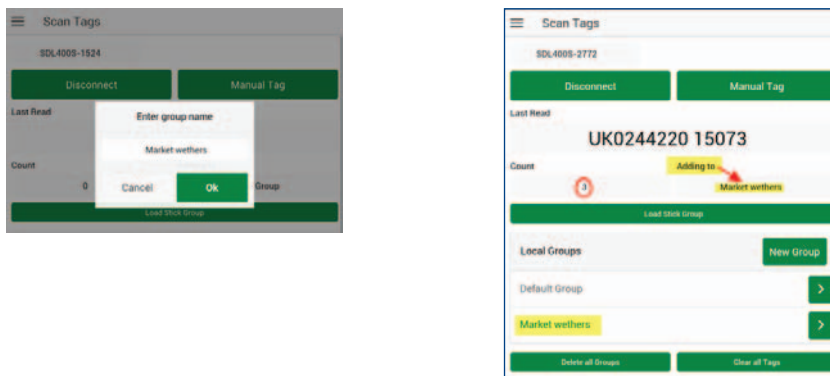 Scan Tags
SDL400S-1524
Disconnect Manual Tag
Last Read
Enter group name
Market wethers
Count
0 Cancel Ok Group
Load Stick Group
Scan Tags
SDL400S-2772
Disconnect Manual Tag
Last Read
UK0244220 15073
Count Adding to
3 Market wethers
Load Stick Group
Local Groups New Group
Default Group >
Market wethers >
Delete all Groups Clear all Tags